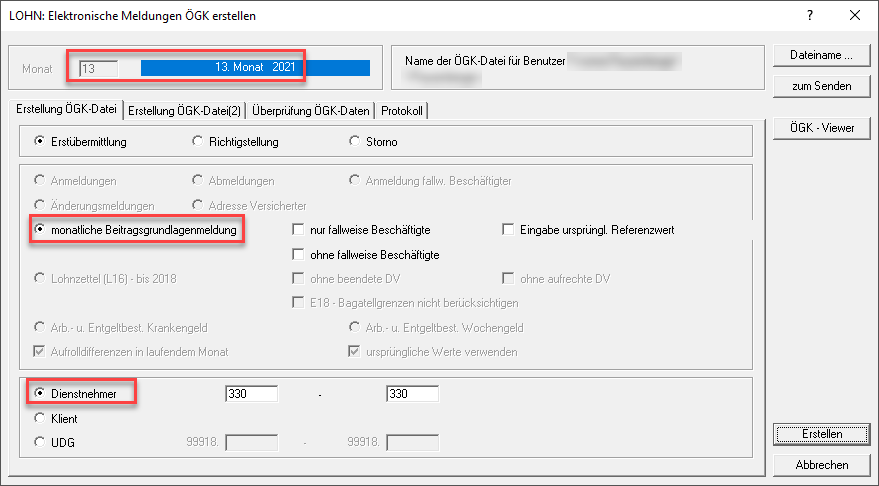 LOHN: Elektronische Meldungen ÖGK erstellen
Monat 13 13. Monat 2021
Name der ÖGK-Datei für Benutzer
Dateiname ...
zum Senden
ÖGK - Viewer
Erstellung ÖGK-Datei Erstellung ÖGK-Datei(2) Überprüfung ÖGK-Daten Protokoll
Erstübermittlung Richtigstellung Storno
Anmeldungen Abmeldungen Anmeldung fallw. Beschäftigter
Änderungsmeldungen Adresse Versicherter
monatliche Beitragsgrundlagenmeldung nur fallweise Beschäftigte Eingabe ursprüngl. Referenzwert
ohne fallweise Beschäftigte
Lohnzettel (L16) - bis 2018 ohne beendete DV ohne aufrechte DV
E18 - Bagatellgrenzen nicht berücksichtigen
Arb.- u. Entgeltbest. Krankengeld Arb.- u. Entgeltbest. Wochengeld
Aufrolldifferenzen in laufendem Monat ursprüngliche Werte verwenden
Dienstnehmer 330 - 330
Klient
UDG 99918. - 99918.
Erstellen
Abbrechen